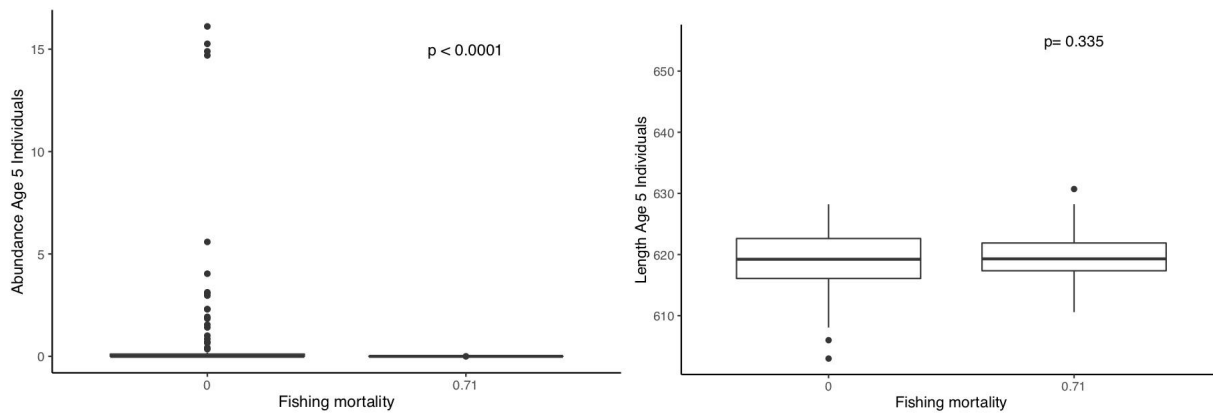 p < 0.0001
15
10
5
0
Abundance Age 5 Individuals
0
0.71
Fishing mortality
p= 0.335
650
640
630
620
610
Length Age 5 Individuals
0
0.71
Fishing mortality